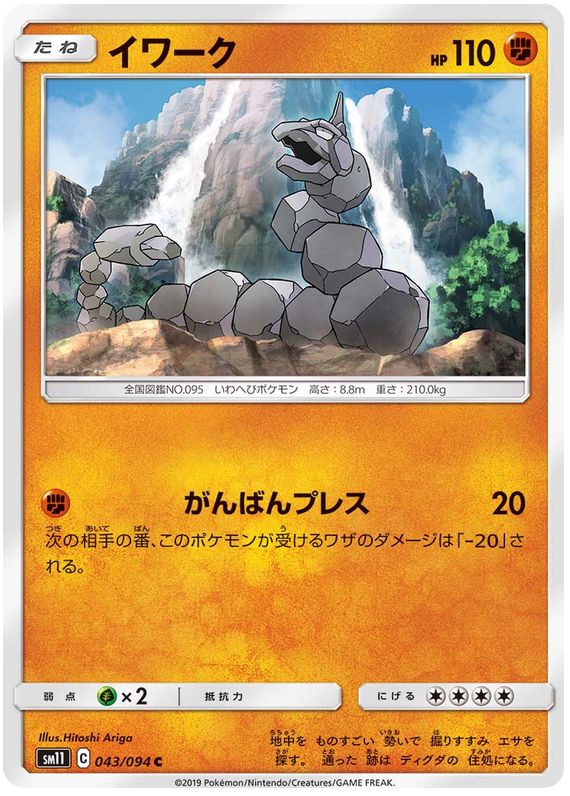 たね イワーク HP 110
全国図鑑NO.095 いわへびポケモン 高さ：8.8m 重さ：210.0kg
がんばんプレス 20
次の相手の番、このポケモンが受けるワザのダメージは「-20」さ
れる。
弱点 ×2 抵抗力 にげる
Illus.Hitoshi Ariga
SM11 C 043/094 C
地中を ものすごい 勢いで 掘りすすみ エサを
探す。 通った 跡は ディグダの 住処になる。
©2019 Pokémon/Nintendo/Creatures/GAME FREAK.